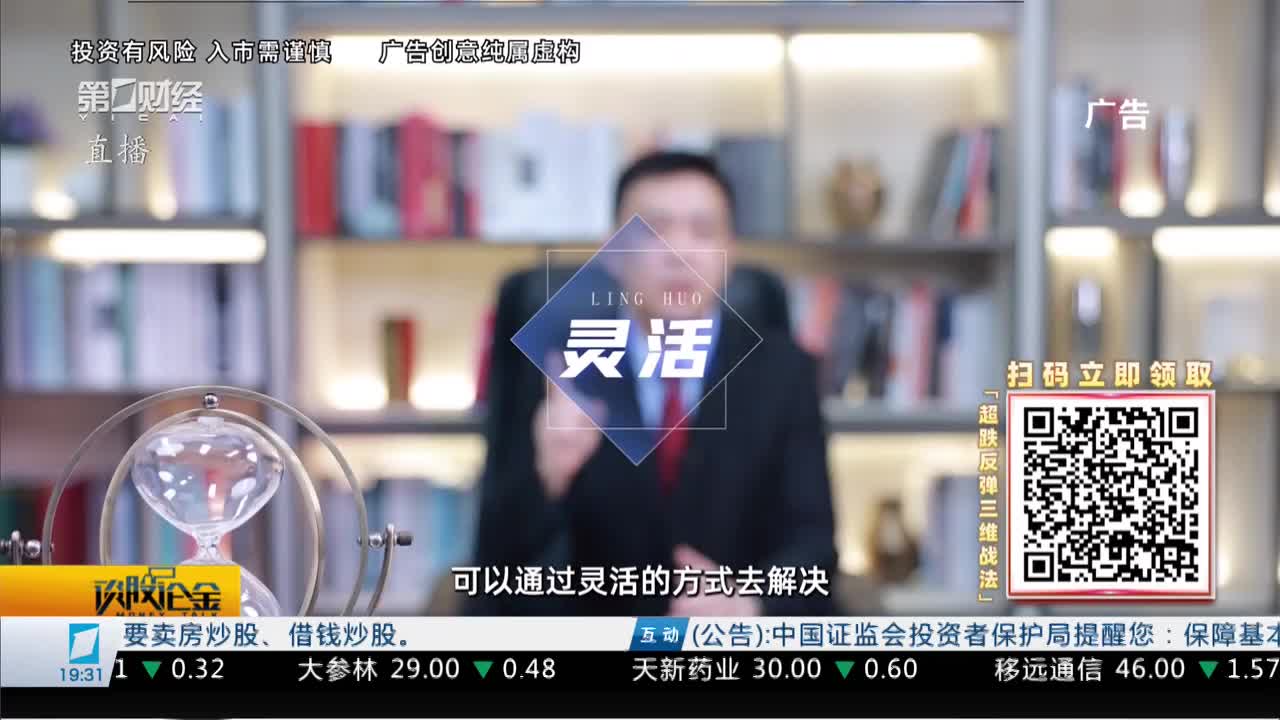 投资有风险 入市需谨慎 广告创意纯属虚构
第一财经
YICAI
直播
广告
LING HUO
灵活
扫码立即领取
「超跌反弹三维战法」
可以通过灵活的方式去解决
谈股论金
MONEY TALK
要卖房炒股、借钱炒股。 互动 (公告):中国证监会投资者保护局提醒您：保障基本
19:31
1 ▼ 0.32 大参林 29.00 ▼ 0.48 天新药业 30.00 ▼ 0.60 移远通信 46.00 ▼ 1.57